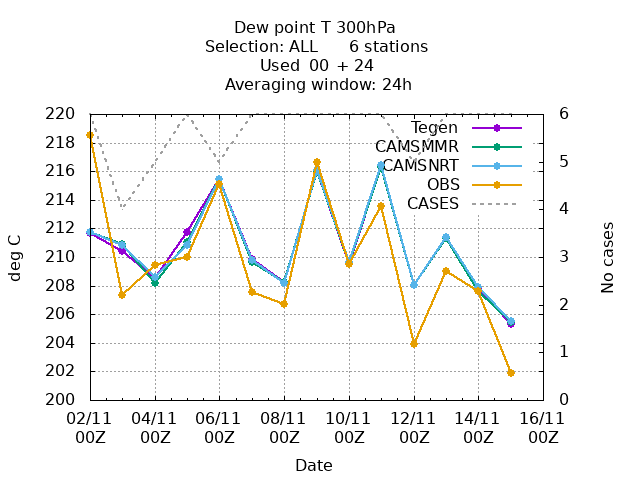 Dew point T 300hPa
Selection: ALL 6 stations
Used 00 + 24
Averaging window: 24h
220
218
216
214
212
210
208
206
204
202
200
6
5
4
3
2
1
0
Tegen
CAMSMMR
CAMSNRT
OBS
CASES
deg C
No cases
02/11 04/11 06/11 08/11 10/11 12/11 14/11 16/11
00Z 00Z 00Z 00Z 00Z 00Z 00Z 00Z
Date